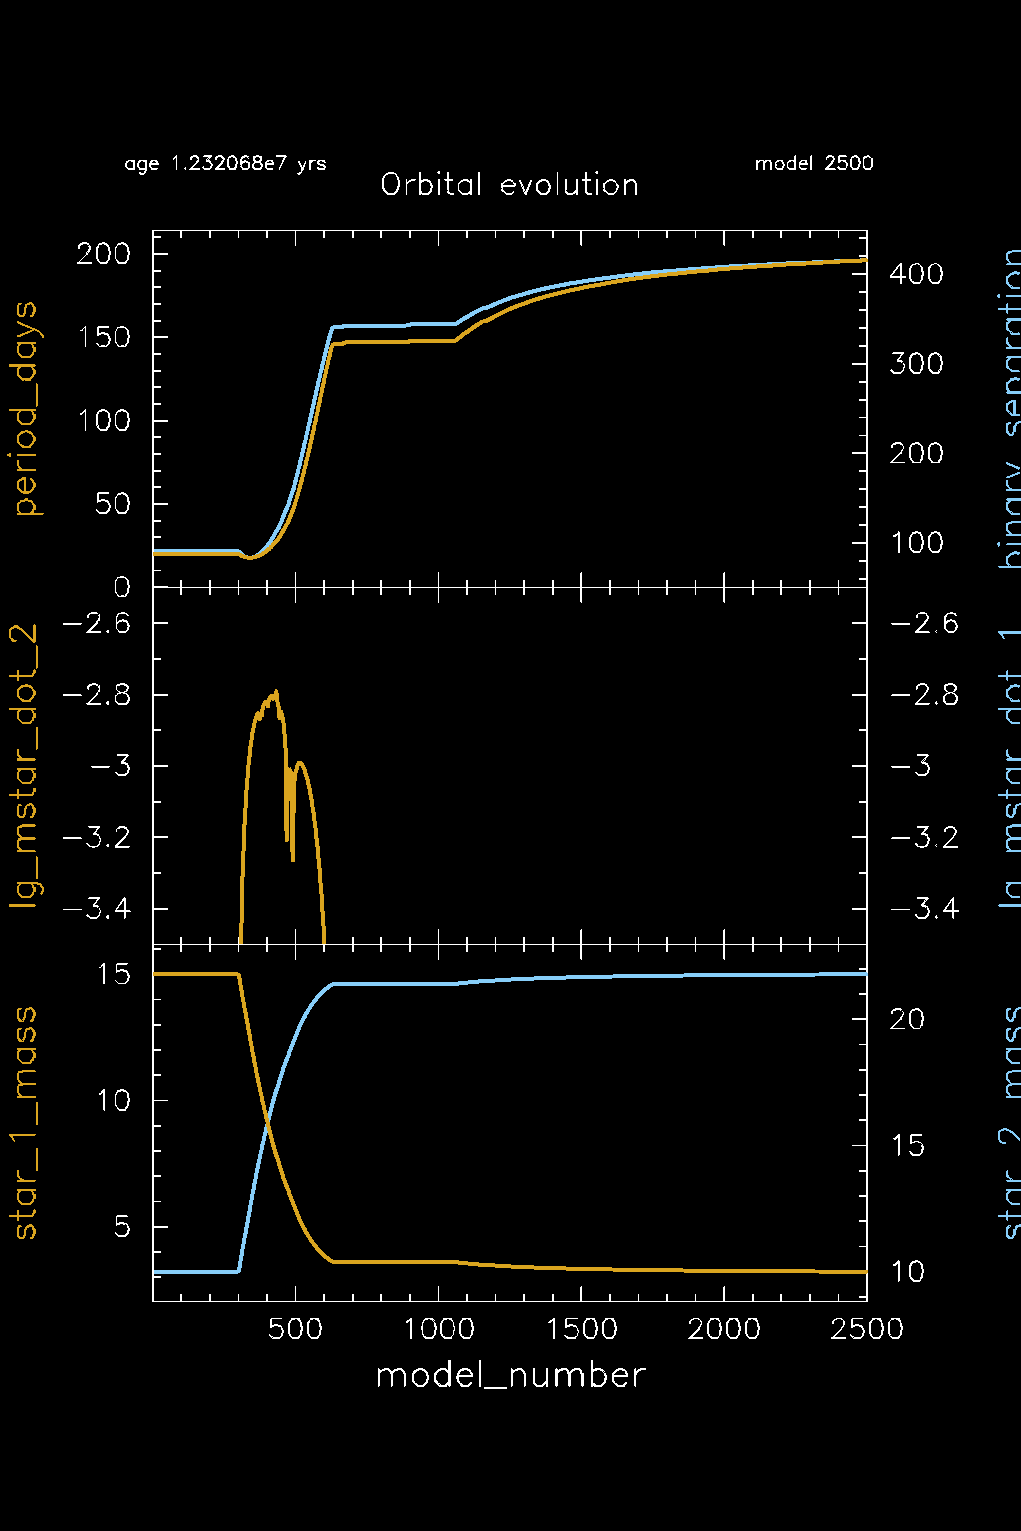 age 1.232068e7 yrs
model 2500
Orbital evolution
period_days
200
150
100
50
0
400
300
200
100
binary_separation
lg_mstar_dot_2
−2.6
−2.8
−3
−3.2
−3.4
−2.6
−2.8
−3
−3.2
−3.4
lg_mstar_dot_1
star_1_mass
15
10
5
20
15
10
star_2_mass
500 1000 1500 2000 2500
model_number